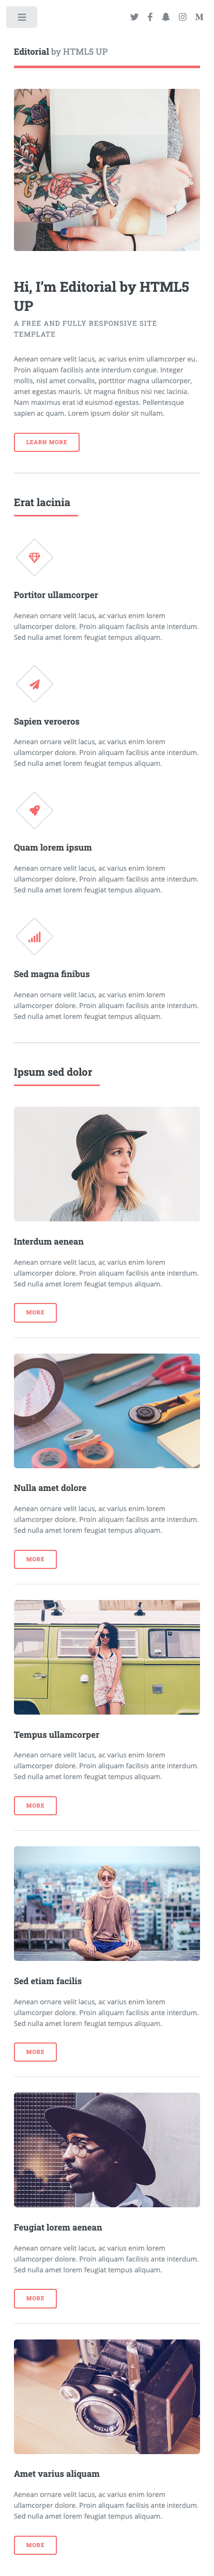 Editorial by HTML5 UP
Hi, I'm Editorial by HTML5
UP
A FREE AND FULLY RESPONSIVE SITE
TEMPLATE
Aenean ornare velit lacus, ac varius enim ullamcorper eu.
Proin aliquam facilisis ante interdum congue. Integer
mollis, nisl amet convallis, porttitor magna ullamcorper,
amet egestas mauris. Ut magna finibus nisi nec lacinia.
Nam maximus erat id euismod egestas. Pellentesque
sapien ac quam. Lorem ipsum dolor sit nullam.
LEARN MORE
Erat lacinia
Portitor ullamcorper
Aenean ornare velit lacus, ac varius enim lorem
ullamcorper dolore. Proin aliquam facilisis ante interdum.
Sed nulla amet lorem feugiat tempus aliquam.
Sapien veroeros
Aenean ornare velit lacus, ac varius enim lorem
ullamcorper dolore. Proin aliquam facilisis ante interdum.
Sed nulla amet lorem feugiat tempus aliquam.
Quam lorem ipsum
Aenean ornare velit lacus, ac varius enim lorem
ullamcorper dolore. Proin aliquam facilisis ante interdum.
Sed nulla amet lorem feugiat tempus aliquam.
Sed magna finibus
Aenean ornare velit lacus, ac varius enim lorem
ullamcorper dolore. Proin aliquam facilisis ante interdum.
Sed nulla amet lorem feugiat tempus aliquam.
Ipsum sed dolor
Interdum aenean
Aenean ornare velit lacus, ac varius enim lorem
ullamcorper dolore. Proin aliquam facilisis ante interdum.
Sed nulla amet lorem feugiat tempus aliquam.
MORE
Nulla amet dolore
Aenean ornare velit lacus, ac varius enim lorem
ullamcorper dolore. Proin aliquam facilisis ante interdum.
Sed nulla amet lorem feugiat tempus aliquam.
MORE
Tempus ullamcorper
Aenean ornare velit lacus, ac varius enim lorem
ullamcorper dolore. Proin aliquam facilisis ante interdum.
Sed nulla amet lorem feugiat tempus aliquam.
MORE
Sed etiam facilis
Aenean ornare velit lacus, ac varius enim lorem
ullamcorper dolore. Proin aliquam facilisis ante interdum.
Sed nulla amet lorem feugiat tempus aliquam.
MORE
Feugiat lorem aenean
Aenean ornare velit lacus, ac varius enim lorem
ullamcorper dolore. Proin aliquam facilisis ante interdum.
Sed nulla amet lorem feugiat tempus aliquam.
MORE
Amet varius aliquam
Aenean ornare velit lacus, ac varius enim lorem
ullamcorper dolore. Proin aliquam facilisis ante interdum.
Sed nulla amet lorem feugiat tempus aliquam.
MORE